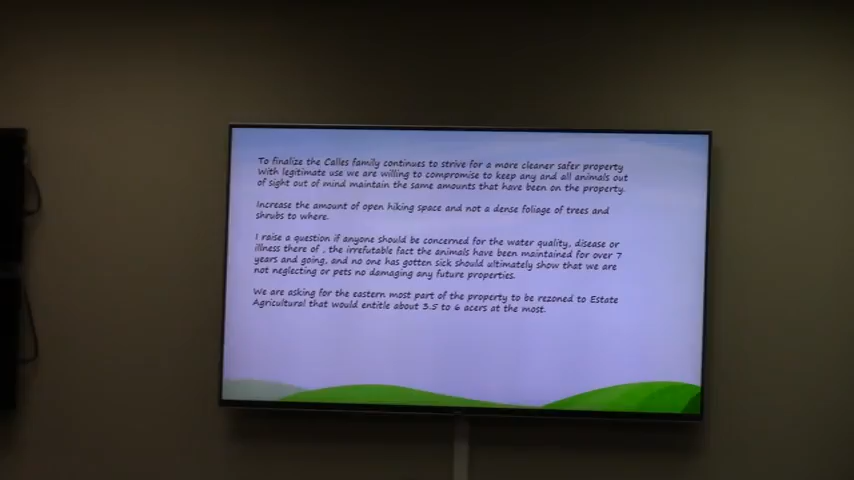 To finalize the Calles family continues to strive for a more cleaner safer property
With legitimate use we are willing to compromise to keep any and all animals out
of sight out of mind maintain the same amounts that have been on the property.
Increase the amount of open hiking space and not a dense foliage of trees and
shrubs to where.
I raise a question if anyone should be concerned for the water quality, disease or
illness there of , the irrefutable fact the animals have been maintained for over 7
years and going, and no one has gotten sick should ultimately show that we are
not neglecting or pets no damaging any future properties.
We are asking for the eastern most part of the property to be rezoned to Estate
Agricultural that would entitle about 3.5 to 6 acers at the most.